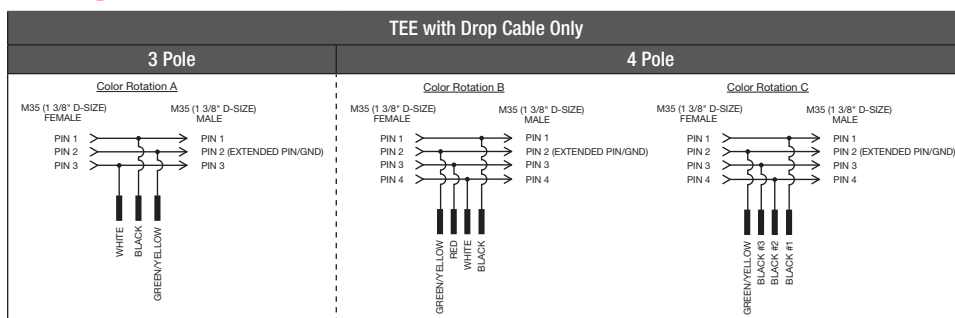 TEE with Drop Cable Only
3 Pole
4 Pole
Color Rotation A
M35 (1 3/8" D-SIZE)
FEMALE
M35 (1 3/8" D-SIZE)
MALE
PIN 1
PIN 1
PIN 2
PIN 2 (EXTENDED PIN/GND)
PIN 3
PIN 3
WHITE
BLACK
GREEN/YELLOW
Color Rotation B
M35 (1 3/8" D-SIZE)
FEMALE
M35 (1 3/8" D-SIZE)
MALE
PIN 1
PIN 1
PIN 2
PIN 2 (EXTENDED PIN/GND)
PIN 3
PIN 3
PIN 4
PIN 4
GREEN/YELLOW
RED
WHITE
BLACK
Color Rotation C
M35 (1 3/8" D-SIZE)
FEMALE
M35 (1 3/8" D-SIZE)
MALE
PIN 1
PIN 1
PIN 2
PIN 2 (EXTENDED PIN/GND)
PIN 3
PIN 3
PIN 4
PIN 4
GREEN/YELLOW
BLACK #3
BLACK #2
BLACK #1